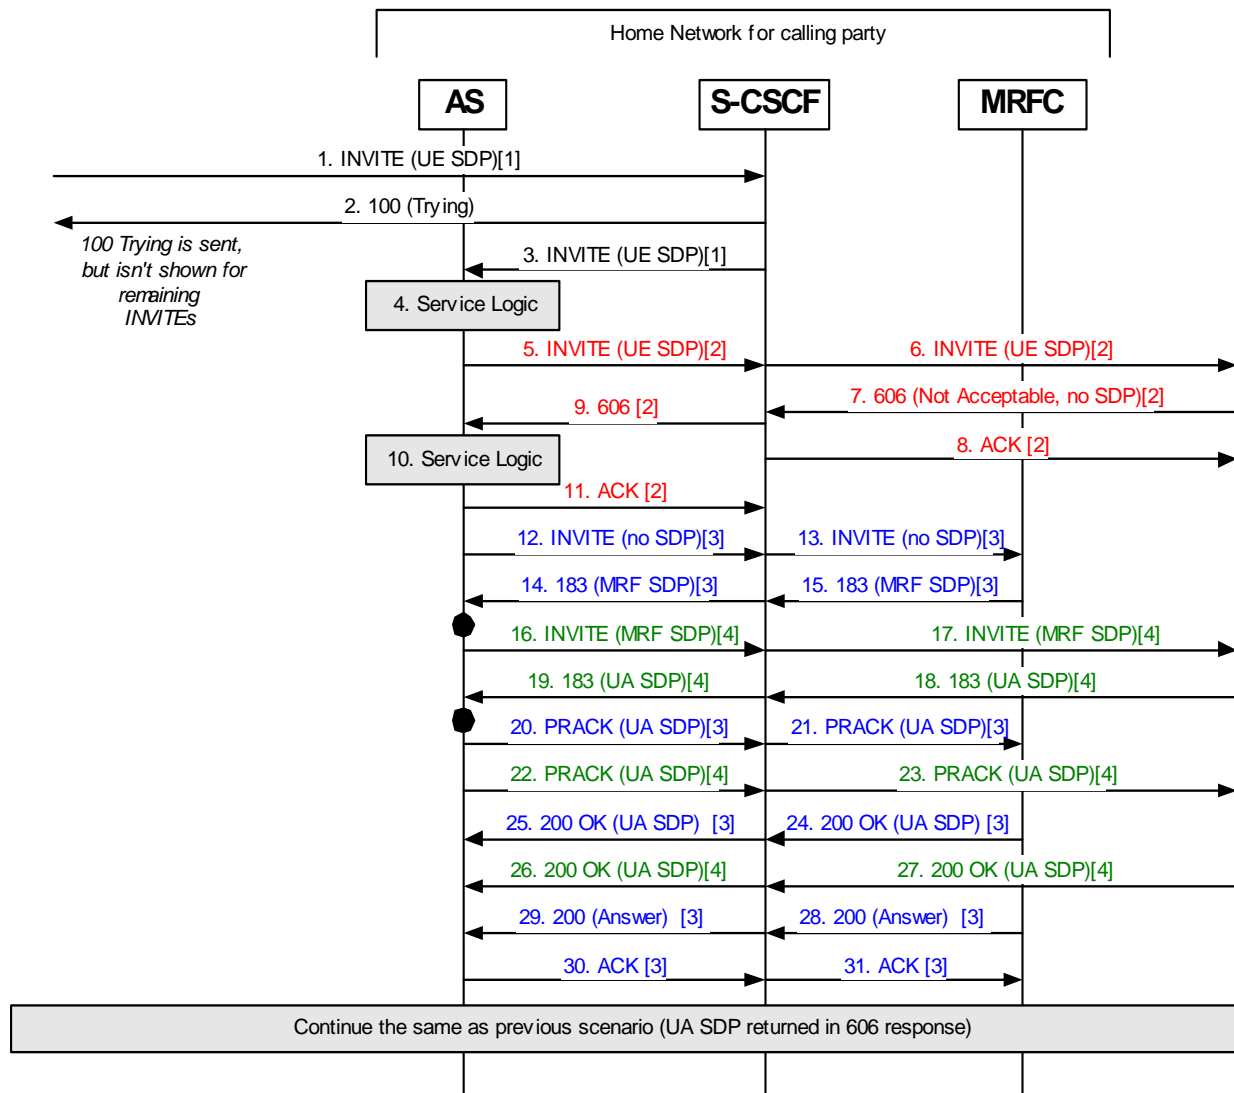 Home Network for calling party
AS
S-CSCF
MRFC
1. INVITE (UE SDP)[1]
2. 100 (Trying)
100 Trying is sent,
but isn't shown for
remaining
INVITEs
3. INVITE (UE SDP)[1]
4. Service Logic
5. INVITE (UE SDP)[2]
6. INVITE (UE SDP)[2]
7. 606 (Not Acceptable, no SDP)[2]
9. 606 [2]
10. Service Logic
8. ACK [2]
11. ACK [2]
12. INVITE (no SDP)[3]
13. INVITE (no SDP)[3]
14. 183 (MRF SDP)[3]
15. 183 (MRF SDP)[3]
16. INVITE (MRF SDP)[4]
17. INVITE (MRF SDP)[4]
19. 183 (UA SDP)[4]
18. 183 (UA SDP)[4]
20. PRACK (UA SDP)[3]
21. PRACK (UA SDP)[3]
22. PRACK (UA SDP)[4]
23. PRACK (UA SDP)[4]
25. 200 OK (UA SDP) [3]
24. 200 OK (UA SDP) [3]
26. 200 OK (UA SDP)[4]
27. 200 OK (UA SDP)[4]
29. 200 (Answer) [3]
28. 200 (Answer) [3]
30. ACK [3]
31. ACK [3]
Continue the same as previous scenario (UA SDP returned in 606 response)